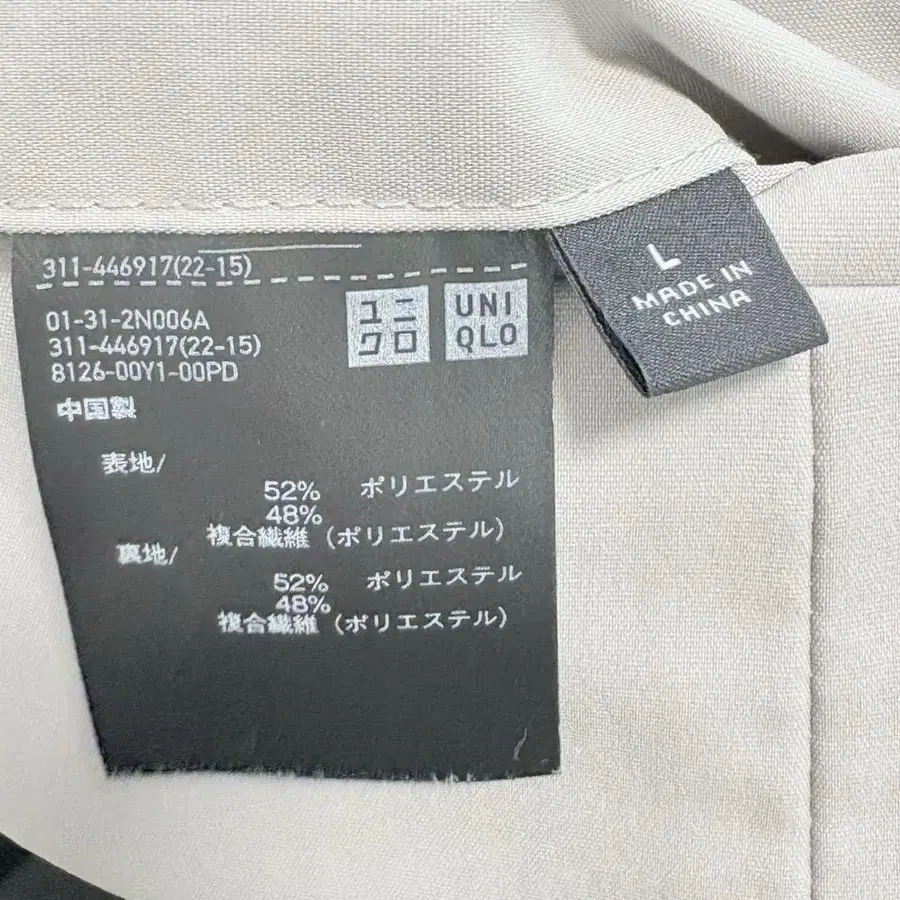 311-446917(22-15)
01-31-2N006A
311-446917(22-15)
8126-00Y1-00PD
ユニ
クロ
UNI
QLO
中国製
表地/
52% ポリエステル
48%
複合繊維 (ポリエステル)
裏地/
52% ポリエステル
48%
複合繊維 (ポリエステル)
L
MADE IN
CHINA